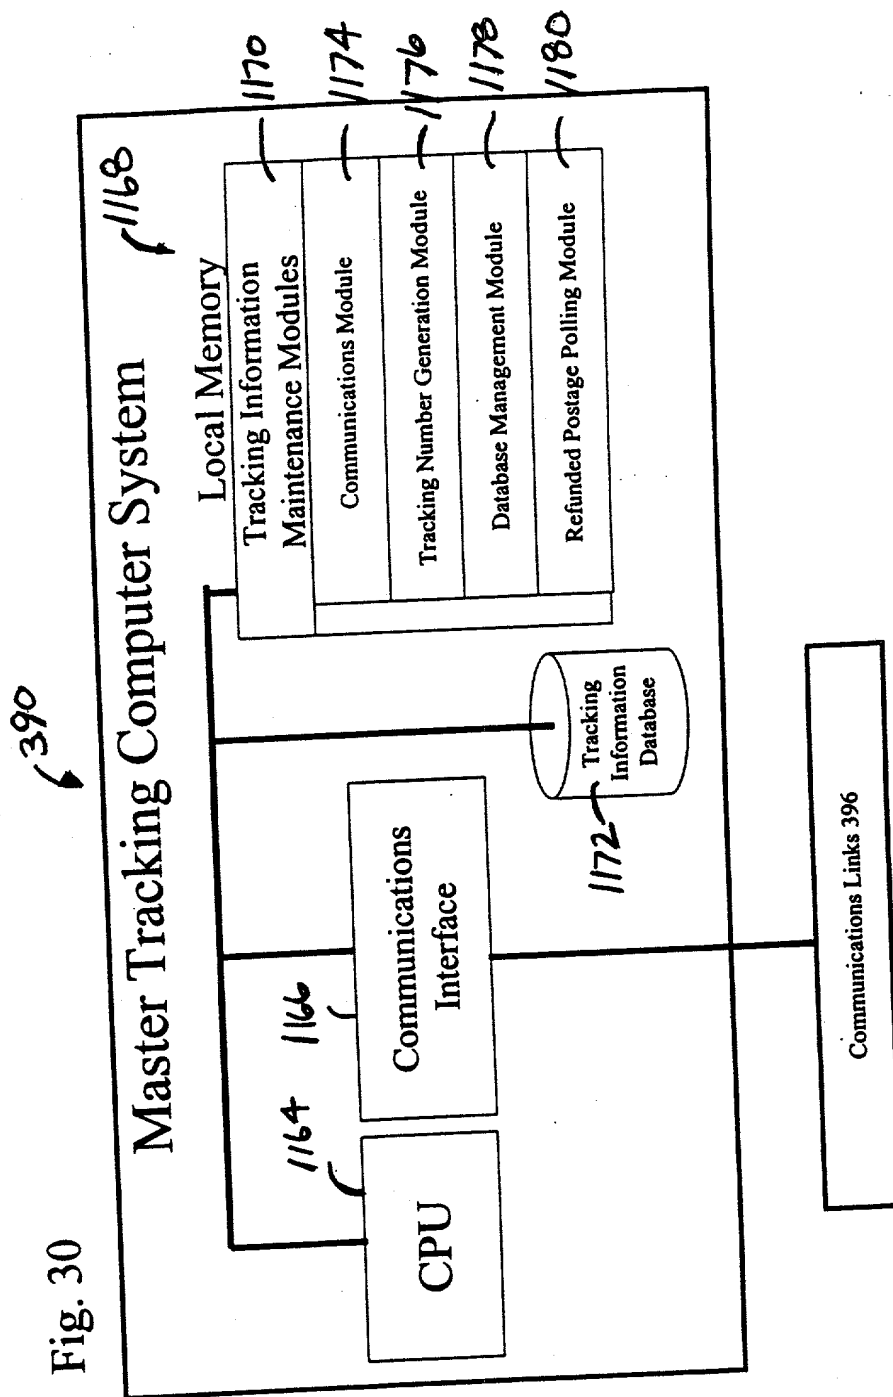 Fig. 30
390
Master Tracking Computer System
1164
CPU
1166
Communications
Interface
1172
Tracking
Information
Database
1168
Local Memory
Tracking Information
Maintenance Modules
1170
Communications Module
1174
Tracking Number Generation Module
1176
Database Management Module
1178
Refunded Postage Polling Module
1180
Communications Links 396